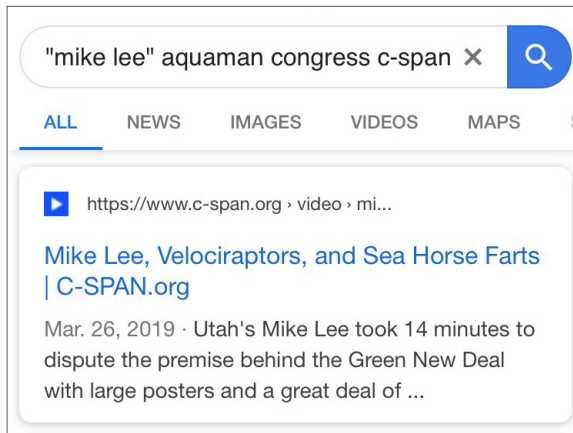 "mike lee" aquaman congress c-span ×
ALL NEWS IMAGES VIDEOS MAPS
https://www.c-span.org › video › mi...
Mike Lee, Velociraptors, and Sea Horse Farts
| C-SPAN.org
Mar. 26, 2019 · Utah's Mike Lee took 14 minutes to
dispute the premise behind the Green New Deal
with large posters and a great deal of ...